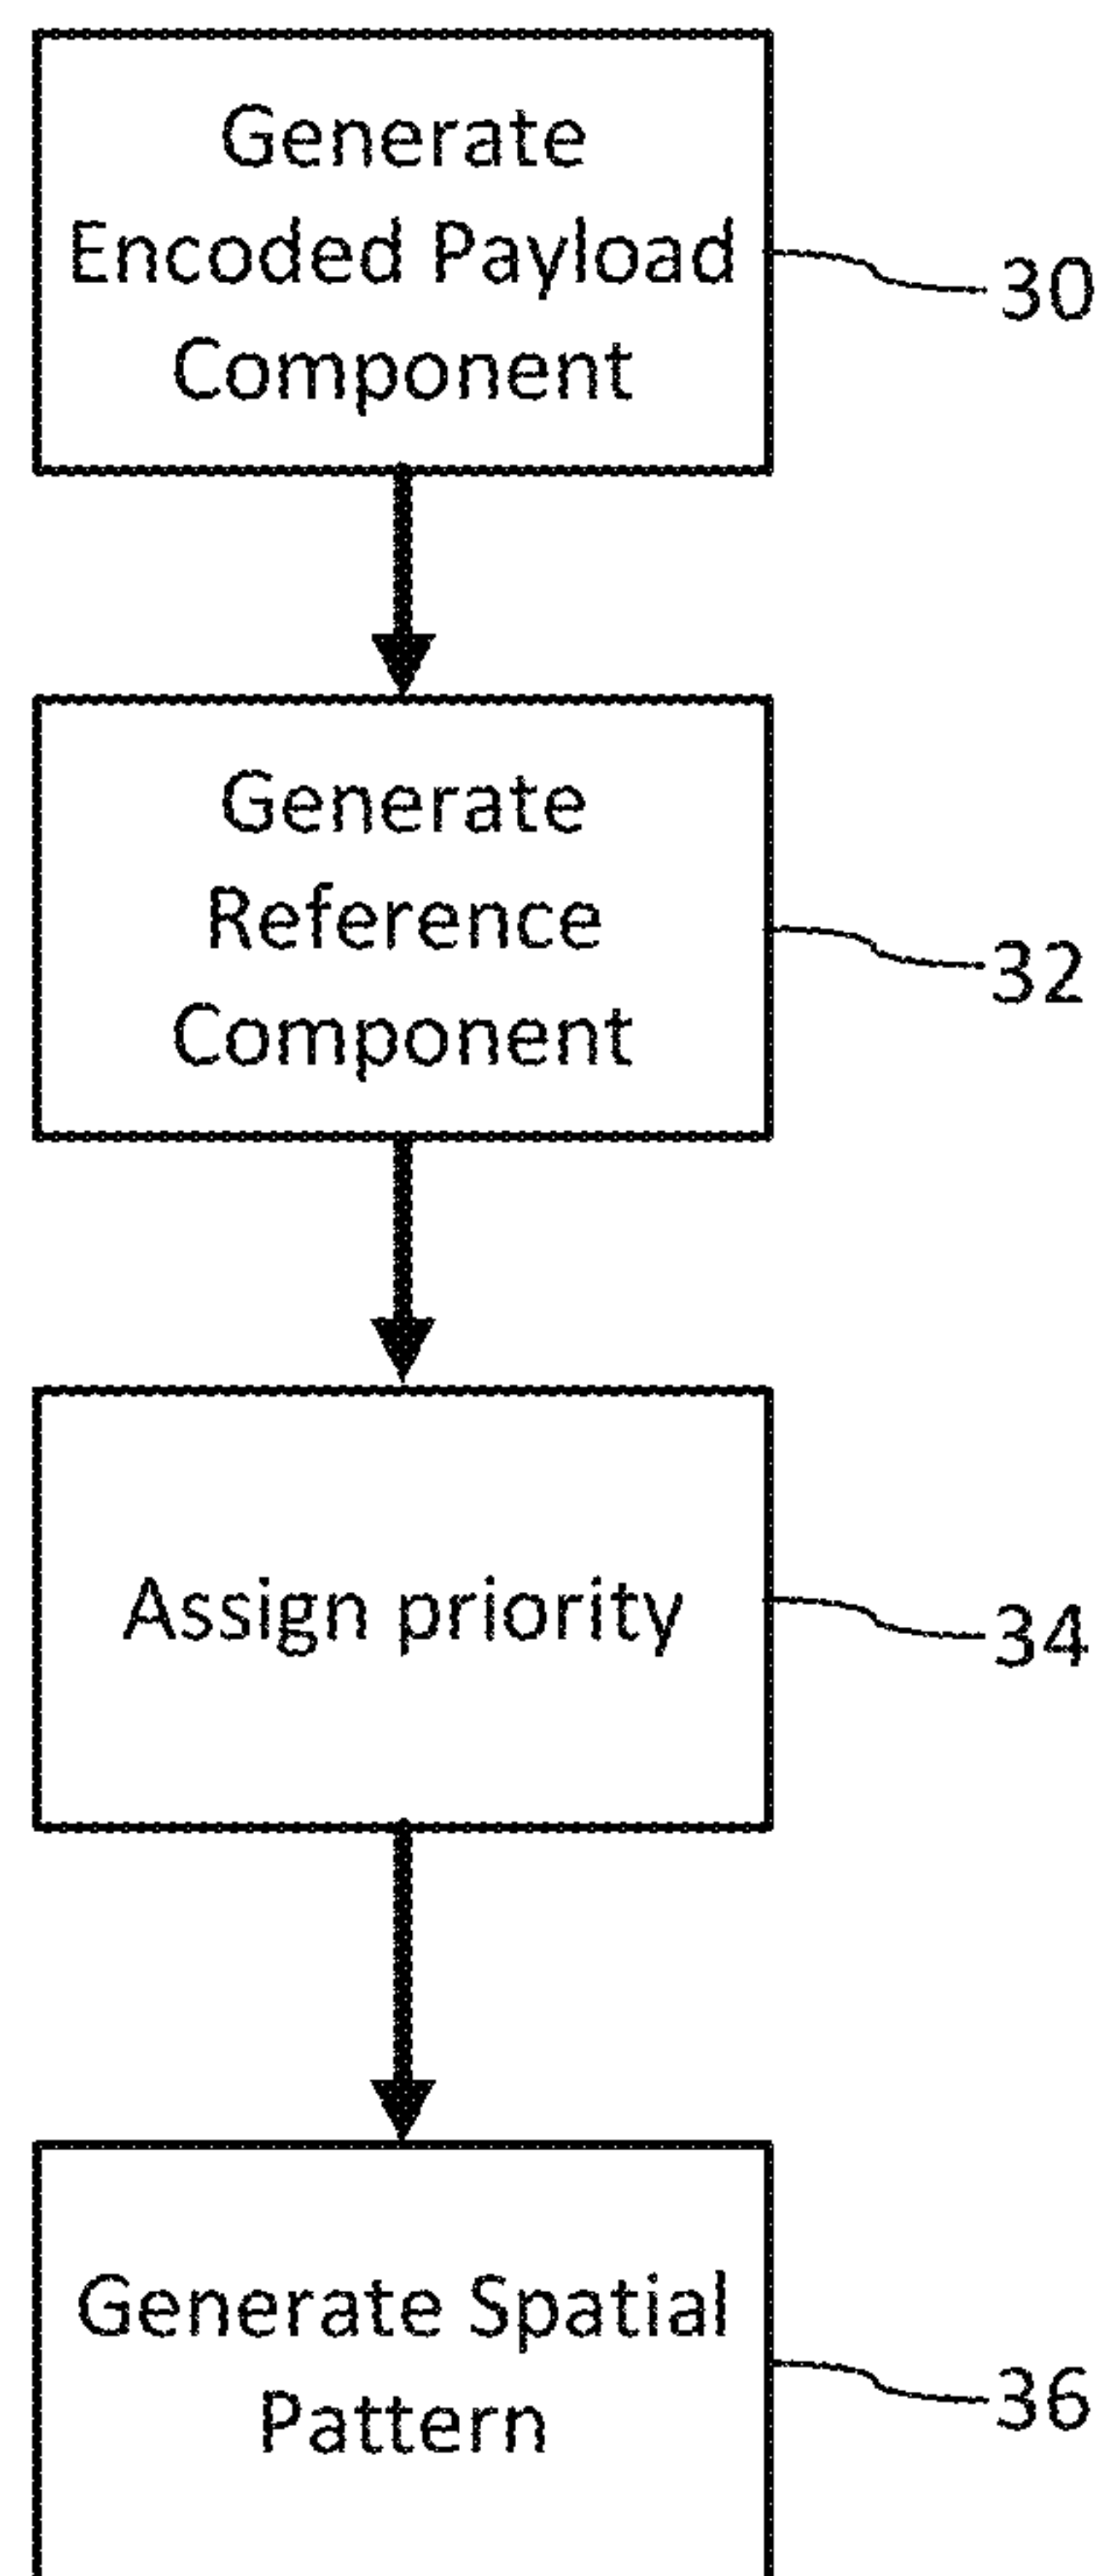 Generate
Encoded Payload
Component
30
Generate
Reference
Component
32
Assign priority
34
Generate Spatial
Pattern
36